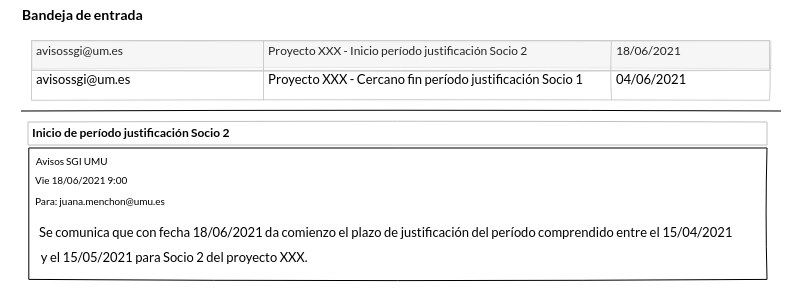 Bandeja de entrada
avisossgi@um.es Proyecto XXX - Inicio período justificación Socio 2 18/06/2021
avisossgi@um.es Proyecto XXX - Cercano fin período justificación Socio 1 04/06/2021
Inicio de período justificación Socio 2
Avisos SGI UMU
Vie 18/06/2021 9:00
Para: juana.menchon@umu.es
Se comunica que con fecha 18/06/2021 da comienzo el plazo de justificación del período comprendido entre el 15/04/2021
y el 15/05/2021 para Socio 2 del proyecto XXX.